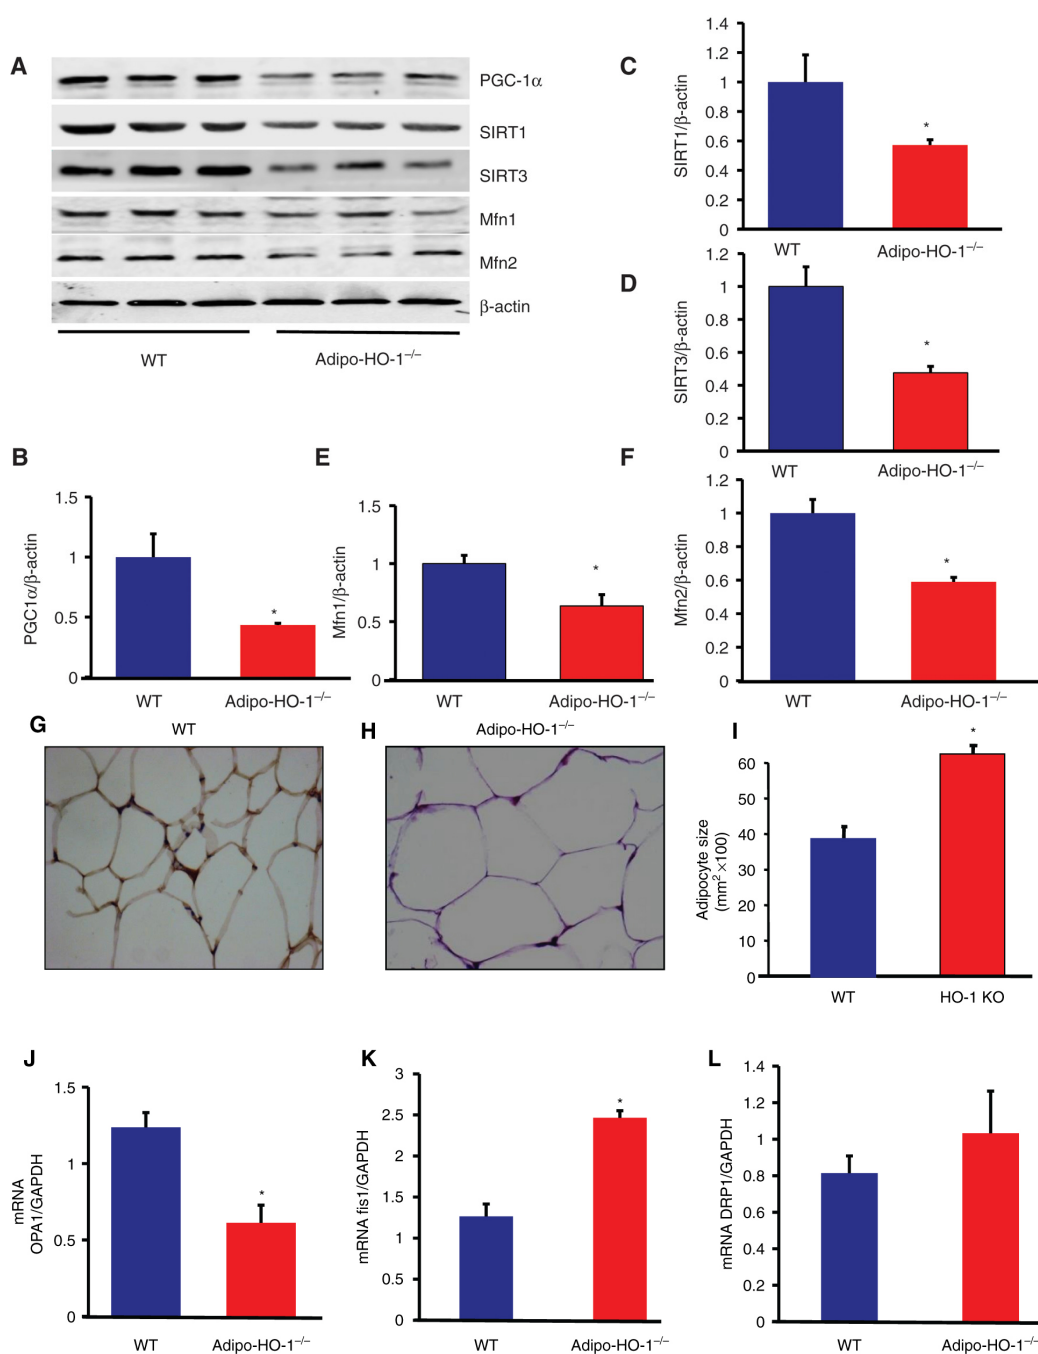 A
PGC-1α
SIRT1
SIRT3
Mfn1
Mfn2
β-actin
WT
Adipo-HO-1–/–
C
1.4
1.2
1
0.8
0.6
0.4
0.2
0
SIRT1/β-actin
*
WT
Adipo-HO-1–/–
D
1.2
1
0.8
0.6
0.4
0.2
0
SIRT3/β-actin
*
WT
Adipo-HO-1–/–
B
1.5
1
0.5
0
PGC1α/β-actin
*
WT
Adipo-HO-1–/–
E
1.5
1
0.5
0
Mfn1/β-actin
*
WT
Adipo-HO-1–/–
F
1.2
1
0.8
0.6
0.4
0.2
0
Mfn2/β-actin
*
WT
Adipo-HO-1–/–
G
WT
H
Adipo-HO-1–/–
I
60
50
40
30
20
10
0
Adipocyte size
(mm2 ×100)
*
WT
HO-1 KO
J
1.5
1
0.5
0
mRNA
OPA1/GAPDH
*
WT
Adipo-HO-1–/–
K
3
2.5
2
1.5
1
0.5
0
mRNA fis1/GAPDH
*
WT
Adipo-HO-1–/–
L
1.4
1.2
1
0.8
0.6
0.4
0.2
0
mRNA DRP1/GAPDH
WT
Adipo-HO-1–/–